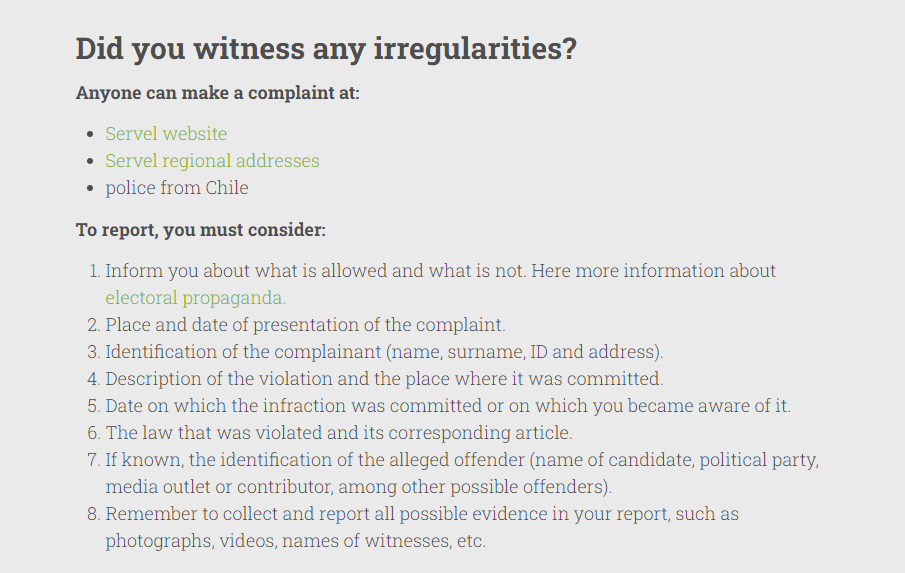 Did you witness any irregularities?
Anyone can make a complaint at:
• Servel website
• Servel regional addresses
• police from Chile
To report, you must consider:
1. Inform you about what is allowed and what is not. Here more information about
electoral propaganda.
2. Place and date of presentation of the complaint.
3. Identification of the complainant (name, surname, ID and address).
4. Description of the violation and the place where it was committed.
5. Date on which the infraction was committed or on which you became aware of it.
6. The law that was violated and its corresponding article.
7. If known, the identification of the alleged offender (name of candidate, political party,
media outlet or contributor, among other possible offenders).
8. Remember to collect and report all possible evidence in your report, such as
photographs, videos, names of witnesses, etc.